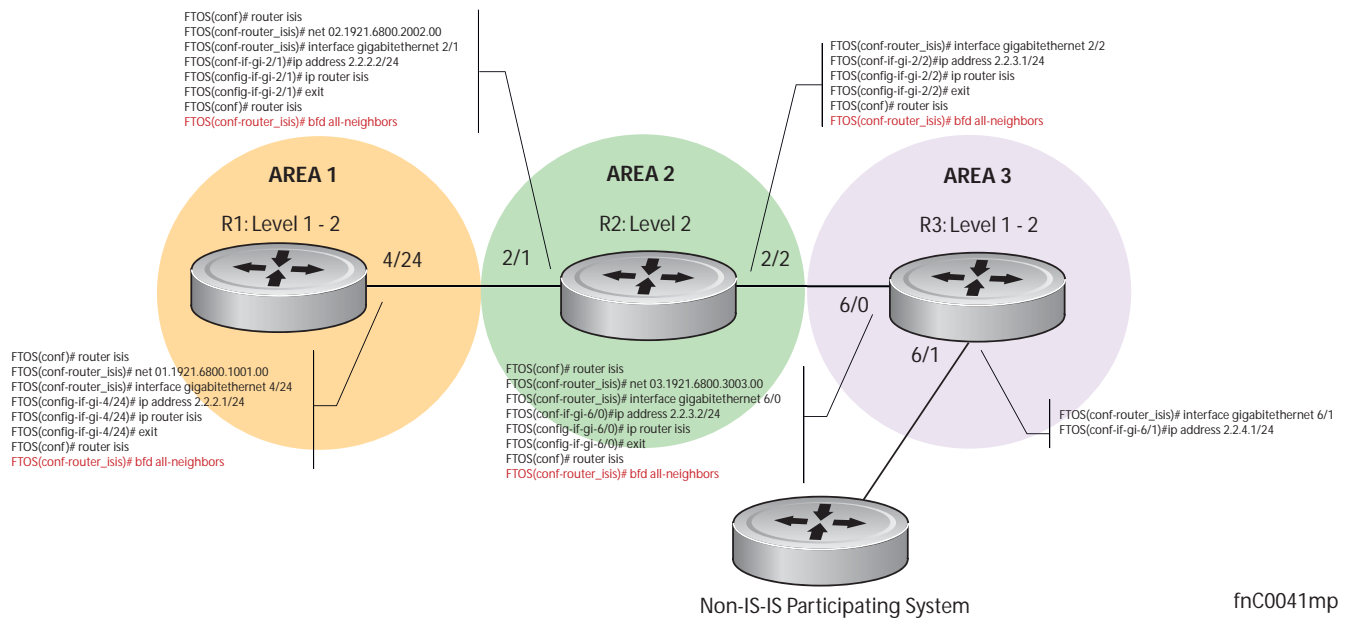 FTOS(conf)# router isis
FTOS(conf-router_isis)# net 02.1921.6800.2002.00
FTOS(conf-router_isis)# interface gigabitethernet 2/1
FTOS(conf-if-gi-2/1)#ip address 2.2.2.2/24
FTOS(config-if-gi-2/1)# ip router isis
FTOS(config-if-gi-2/1)# exit
FTOS(conf)# router isis
FTOS(conf-router_isis)# bfd all-neighbors
FTOS(conf-router_isis)# interface gigabitethernet 2/2
FTOS(conf-if-gi-2/2)#ip address 2.2.3.1/24
FTOS(config-if-gi-2/2)# ip router isis
FTOS(config-if-gi-2/2)# exit
FTOS(conf)# router isis
FTOS(conf-router_isis)# bfd all-neighbors
AREA 1
R1: Level 1 - 2
4/24
AREA 2
R2: Level 2
2/1
2/2
AREA 3
R3: Level 1 - 2
6/0
6/1
FTOS(conf)# router isis
FTOS(conf-router_isis)# net 01.1921.6800.1001.00
FTOS(conf-router_isis)# interface gigabitethernet 4/24
FTOS(config-if-gi-4/24)# ip address 2.2.2.1/24
FTOS(config-if-gi-4/24)# ip router isis
FTOS(config-if-gi-4/24)# exit
FTOS(conf)# router isis
FTOS(conf-router_isis)# bfd all-neighbors
FTOS(conf)# router isis
FTOS(conf-router_isis)# net 03.1921.6800.3003.00
FTOS(conf-router_isis)# interface gigabitethernet 6/0
FTOS(conf-if-gi-6/0)#ip address 2.2.3.2/24
FTOS(config-if-gi-6/0)# ip router isis
FTOS(config-if-gi-6/0)# exit
FTOS(conf)# router isis
FTOS(conf-router_isis)# bfd all-neighbors
FTOS(conf-router_isis)# interface gigabitethernet 6/1
FTOS(conf-if-gi-6/1)#ip address 2.2.4.1/24
Non-IS-IS Participating System
fnC0041mp